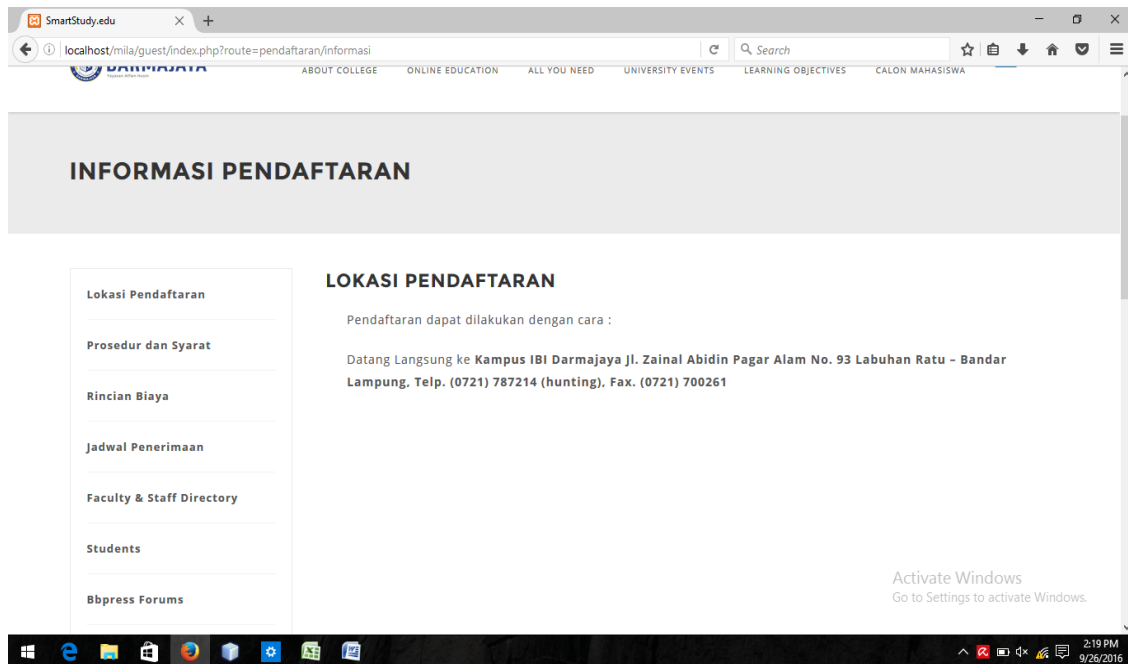 SmartStudy.edu
localhost/mila/guest/index.php?route=pendaftaran/informasi
Search
DARMAJAYA
Yayasan Alfian Husin
ABOUT COLLEGE ONLINE EDUCATION ALL YOU NEED UNIVERSITY EVENTS LEARNING OBJECTIVES CALON MAHASISWA
INFORMASI PENDAFTARAN
Lokasi Pendaftaran
Prosedur dan Syarat
Rincian Biaya
Jadwal Penerimaan
Faculty & Staff Directory
Students
Bbpress Forums
LOKASI PENDAFTARAN
Pendaftaran dapat dilakukan dengan cara :
Datang Langsung ke Kampus IBI Darmajaya Jl. Zainal Abidin Pagar Alam No. 93 Labuhan Ratu – Bandar
Lampung, Telp. (0721) 787214 (hunting), Fax. (0721) 700261
Activate Windows
Go to Settings to activate Windows.
2:19 PM
9/26/2016